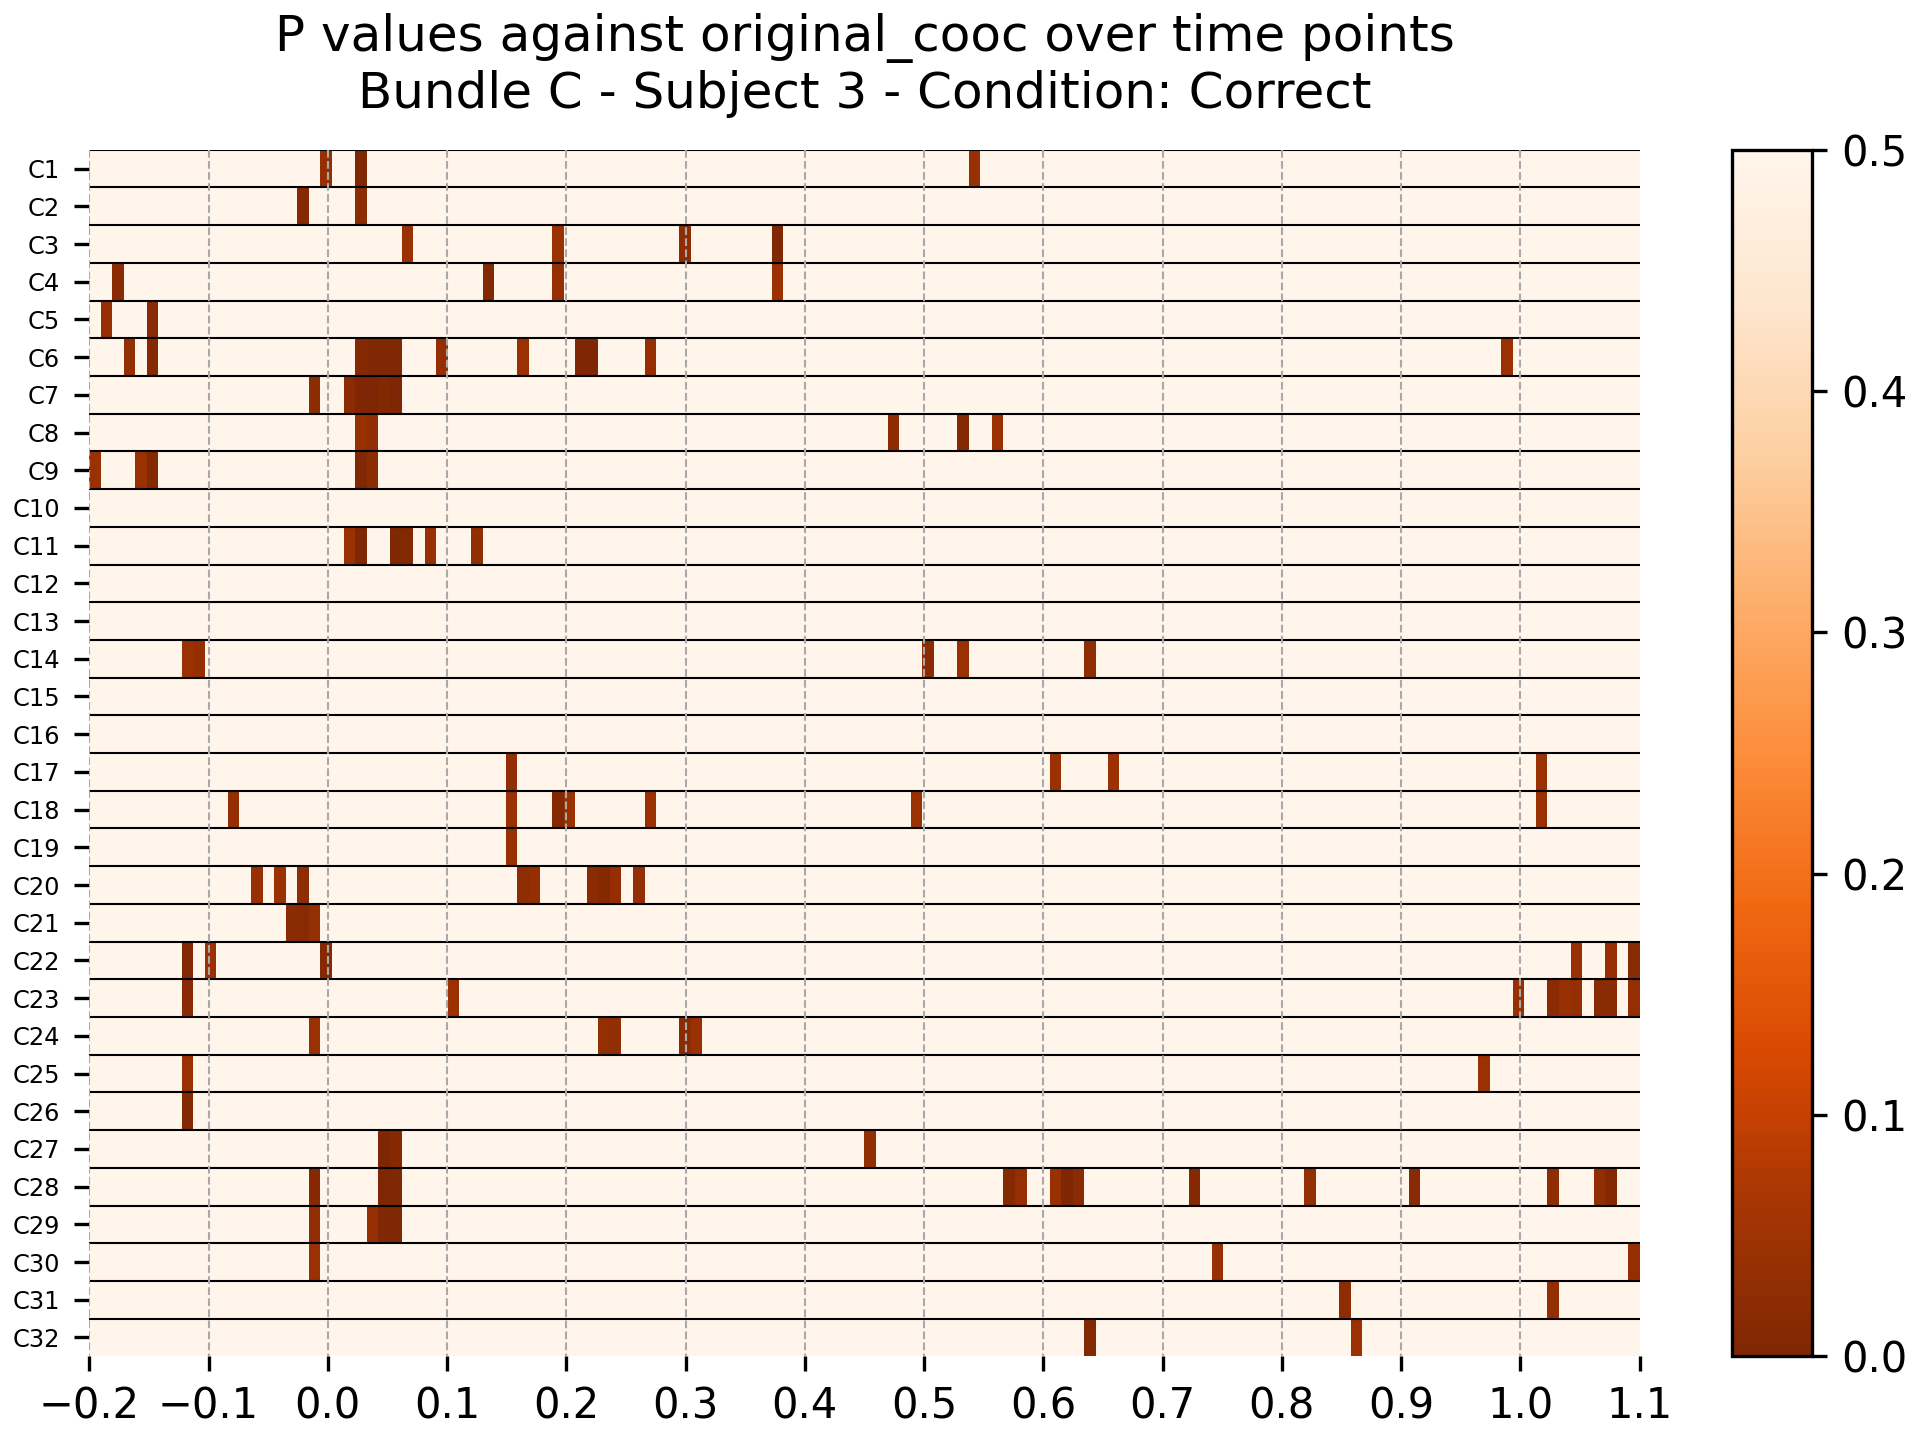 P values against original_cooc over time points
Bundle C - Subject 3 - Condition: Correct
C1
C2
C3
C4
C5
C6
C7
C8
C9
C10
C11
C12
C13
C14
C15
C16
C17
C18
C19
C20
C21
C22
C23
C24
C25
C26
C27
C28
C29
C30
C31
C32
−0.2 −0.1 0.0 0.1 0.2 0.3 0.4 0.5 0.6 0.7 0.8 0.9 1.0 1.1
0.5
0.4
0.3
0.2
0.1
0.0